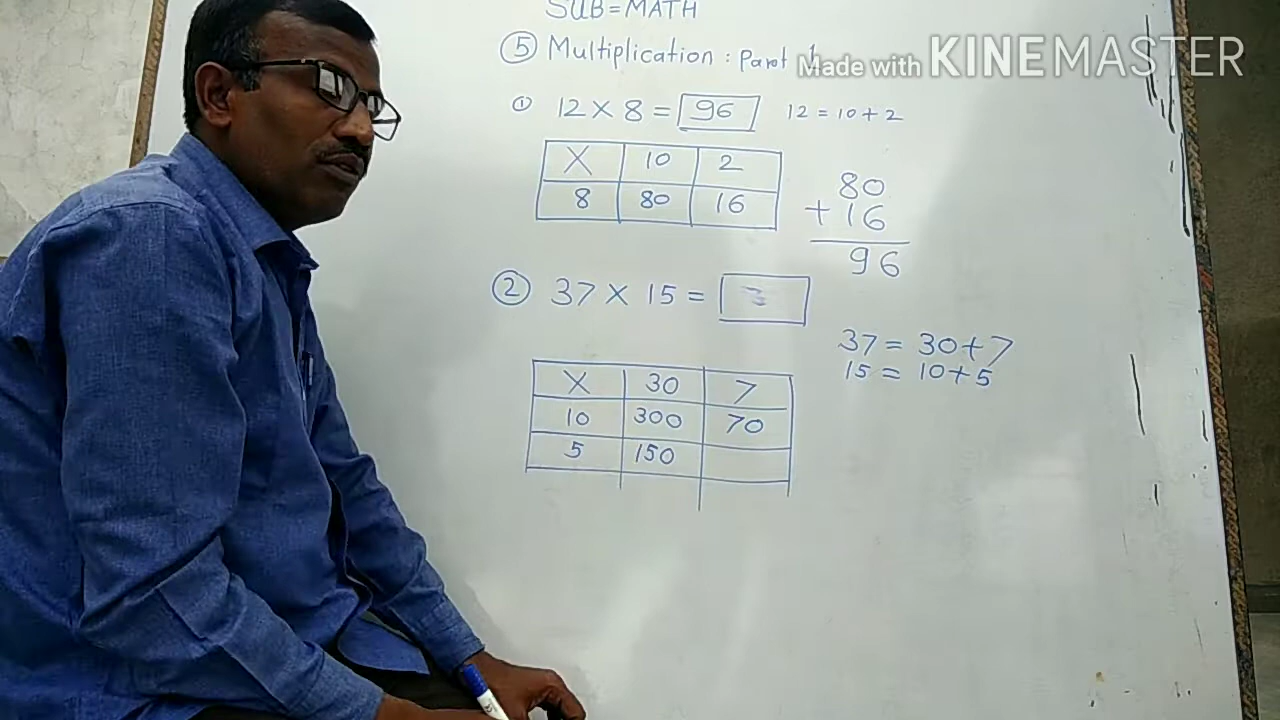 SUB=MATH
⑤ Multiplication : Parot 1
Made with KINEMASTER
① 12 X 8 = 96 12 = 10 + 2
X 10 2
8 80 16
80
+ 16
96
② 37 X 15 =
37 = 30 + 7
15 = 10 + 5
X 30 7
10 300 70
5 150